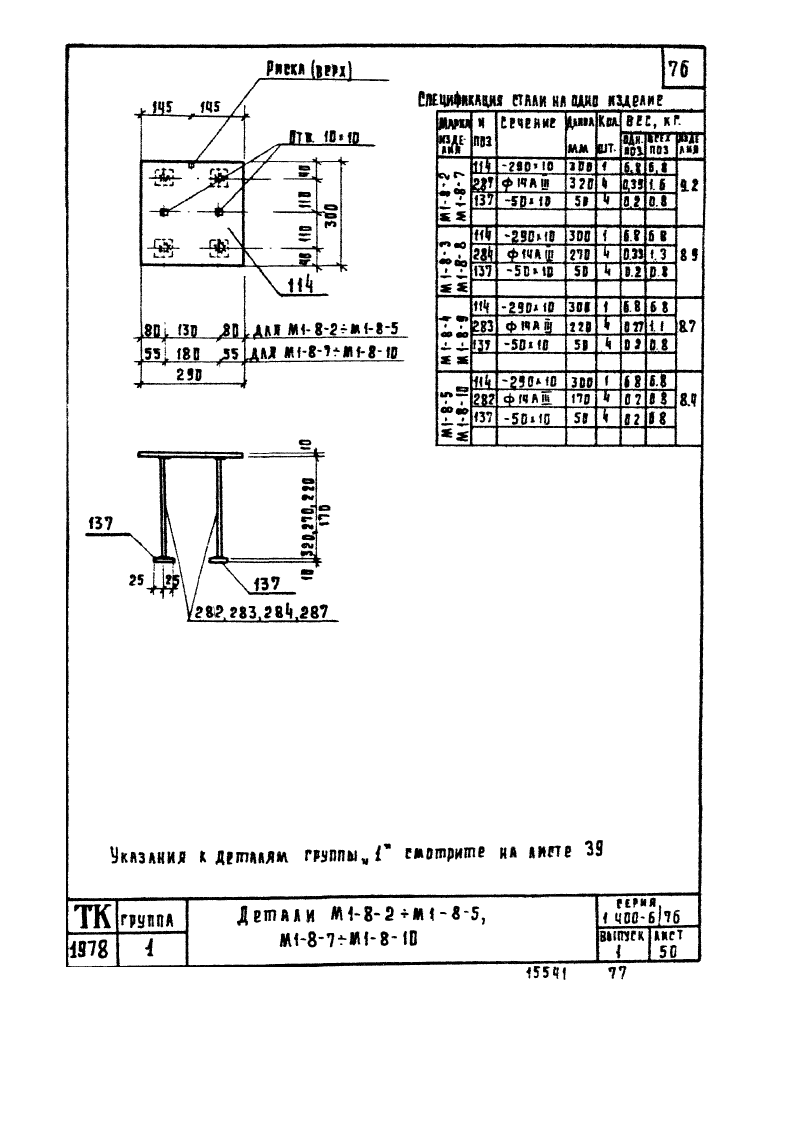 76
Риска (верх)
145 145
Отв. 10×10
40
110
110
40
300
114
80 130 80 Для М1-8-2÷М1-8-5
55 180 55 Для М1-8-7÷М1-8-10
290
Спецификация стали на одно изделие
Марка изделия N поз Сечение Длина мм Кол. шт. Вес, кг.
одн. поз. всех поз изделия
М1-8-2 М1-8-7
114 -290×10 300 1 6.8 6.8
287 ф14АIII 320 4 0.39 1.6 9.2
137 -50×10 50 4 0.2 0.8
М1-8-3 М1-8-8
114 -290×10 300 1 6.8 6.8
284 ф14АIII 270 4 0.33 1.3 8.9
137 -50×10 50 4 0.2 0.8
М1-8-4 М1-8-9
114 -290×10 300 1 6.8 6.8
283 ф14АIII 220 4 0.27 1.1 8.7
137 -50×10 50 4 0.2 0.8
М1-8-5 М1-8-10
114 -290×10 300 1 6.8 6.8
282 ф14АIII 170 4 0.2 0.8 8.4
137 -50×10 50 4 0.2 0.8
10
320,270,220
170
10
137
25 25
137
282,283,284,287
Указания к деталям группы „1" смотрите на листе 39
ТК группа
1978 1
Детали М1-8-2÷М1-8-5,
М1-8-7÷М1-8-10
серия
1.400-6/76
выпуск лист
1 50
15541 77